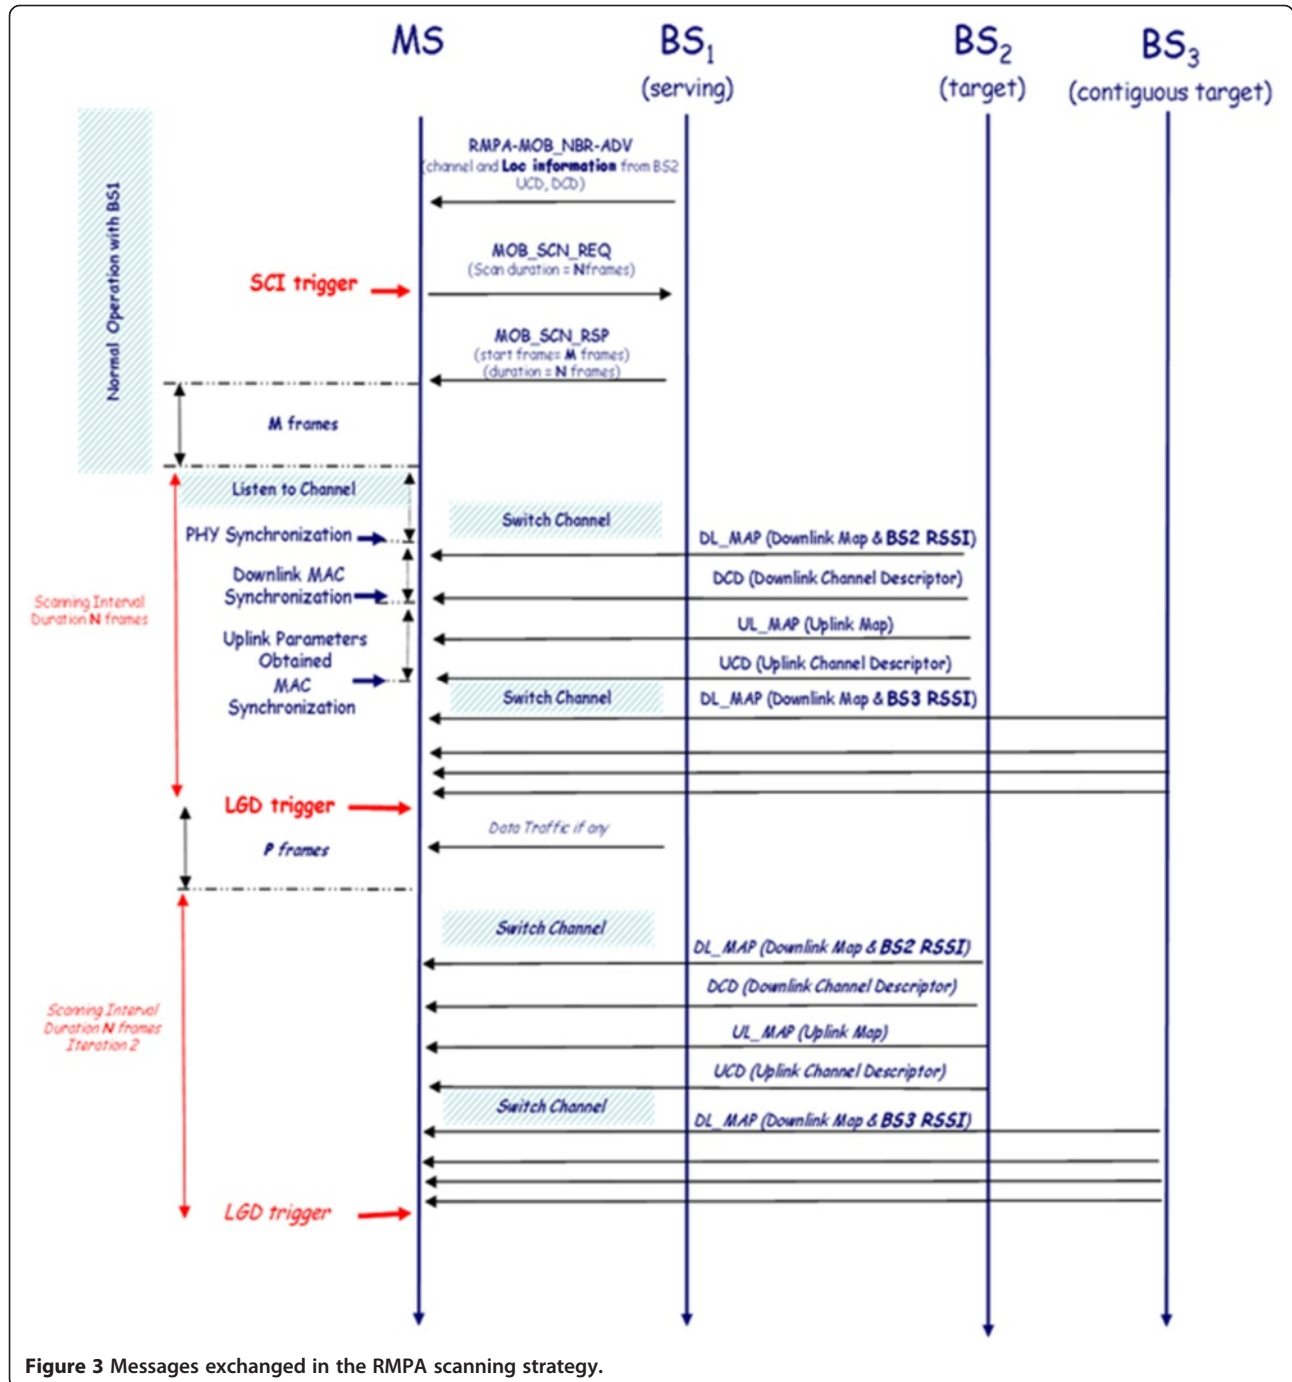 MS
BS1
(serving)
BS2
(target)
BS3
(contiguous target)
Normal Operation with BS1
RMPA-MOB_NBR-ADV
(channel and Loc information from BS2
UCD, DCD)
MOB_SCN_REQ
(Scan duration = N frames)
SCI trigger
MOB_SCN_RSP
(start frame= M frames)
(duration = N frames)
M frames
Listen to Channel
Switch Channel
PHY Synchronization
DL_MAP (Downlink Map & BS2 RSSI)
Downlink MAC
Synchronization
DCD (Downlink Channel Descriptor)
Scanning Interval
Duration N frames
UL_MAP (Uplink Map)
Uplink Parameters
Obtained
MAC
Synchronization
UCD (Uplink Channel Descriptor)
Switch Channel
DL_MAP (Downlink Map & BS3 RSSI)
LGD trigger
Data Traffic if any
P frames
Switch Channel
DL_MAP (Downlink Map & BS2 RSSI)
DCD (Downlink Channel Descriptor)
Scanning Interval
Duration N frames
Iteration 2
UL_MAP (Uplink Map)
UCD (Uplink Channel Descriptor)
Switch Channel
DL_MAP (Downlink Map & BS3 RSSI)
LGD trigger
Figure 3 Messages exchanged in the RMPA scanning strategy.